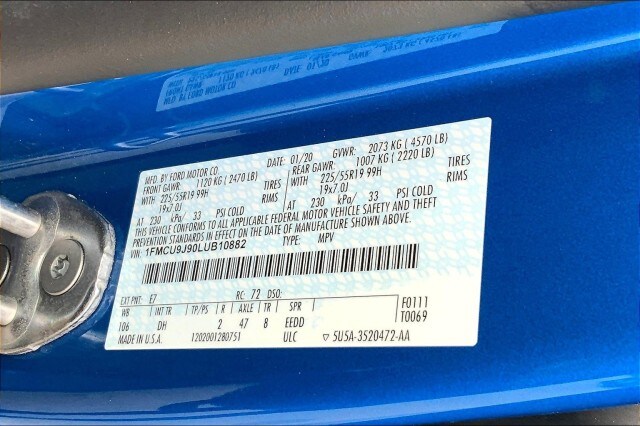 MFD. BY FORD MOTOR CO.
DATE: 01/20 GVWR: 2073 KG ( 4570 LB)
FRONT GAWR: 1120 KG ( 2470 LB) REAR GAWR: 1007 KG ( 2220 LB)
WITH 225/55R19 99H TIRES WITH 225/55R19 99H TIRES
19x7.0J RIMS 19x7.0J RIMS
AT 230 kPa/ 33 PSI COLD AT 230 kPa/ 33 PSI COLD
THIS VEHICLE CONFORMS TO ALL APPLICABLE FEDERAL MOTOR VEHICLE SAFETY AND THEFT
PREVENTION STANDARDS IN EFFECT ON THE DATE OF MANUFACTURE SHOWN ABOVE.
VIN: 1FMCU9J90LUB10882 TYPE: MPV
EXT PNT: E7 RC: 72 DSO: F0111
WB INT TR TP/PS R AXLE TR SPR T0069
106 DH 2 47 8 EEDD
MADE IN U.S.A. 1202001280751 ULC 5U5A-3520472-AA